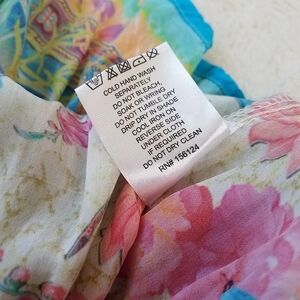 COLD HAND WASH
SEPARATELY
DO NOT BLEACH,
SOAK OR WRING
DO NOT TUMBLE DRY
DRIP DRY IN SHADE
COOL IRON ON
REVERSE SIDE
UNDER CLOTH
IF REQUIRED
DO NOT DRY CLEAN
RN# 156124